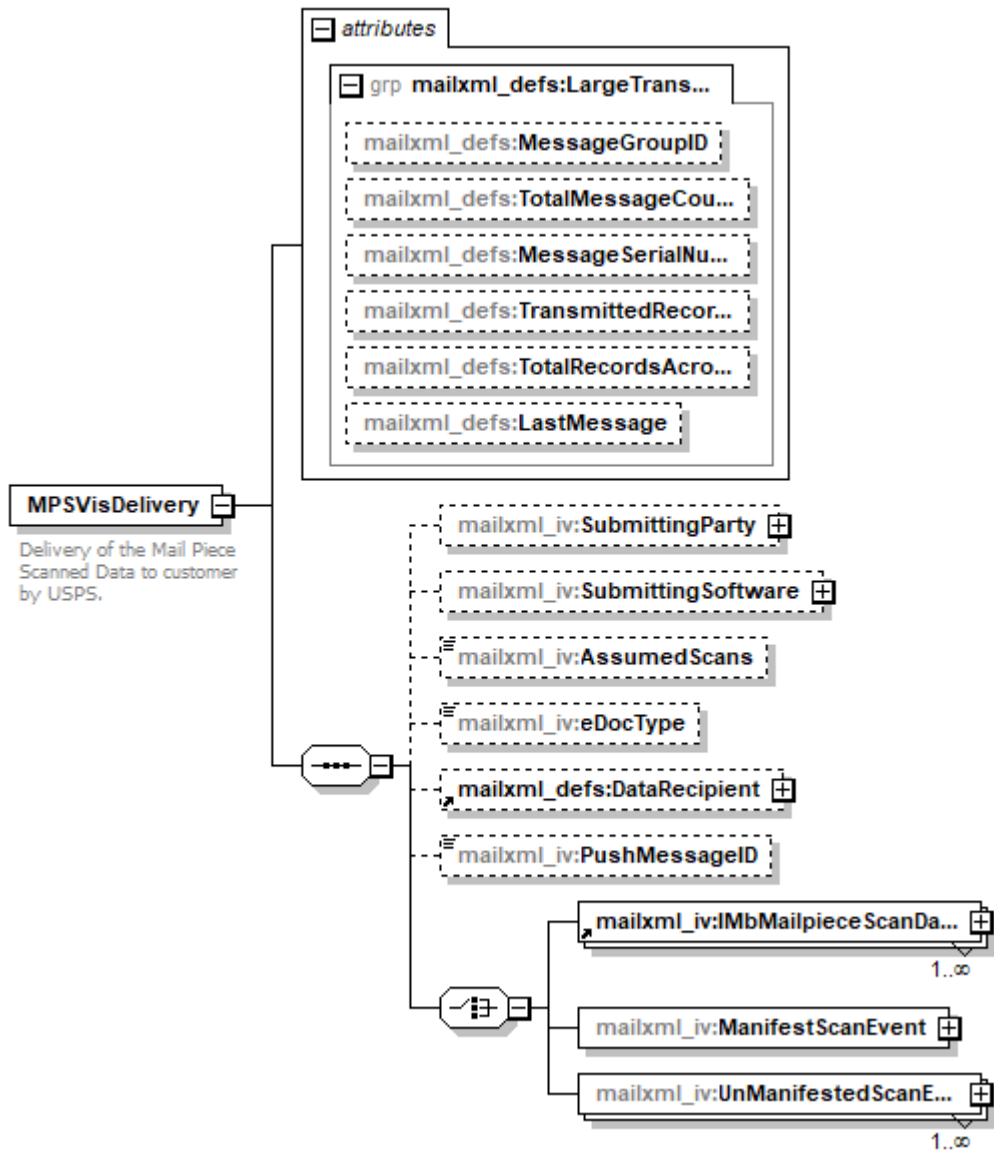 attributes
grp mailxml_defs:LargeTrans...
mailxml_defs:MessageGroupID
mailxml_defs:TotalMessageCou...
mailxml_defs:MessageSerialNu...
mailxml_defs:TransmittedRecor...
mailxml_defs:TotalRecordsAcro...
mailxml_defs:LastMessage
MPSVisDelivery
Delivery of the Mail Piece
Scanned Data to customer
by USPS.
mailxml_iv:SubmittingParty
mailxml_iv:SubmittingSoftware
mailxml_iv:AssumedScans
mailxml_iv:eDocType
mailxml_defs:DataRecipient
mailxml_iv:PushMessageID
mailxml_iv:IMbMailpieceScanDa...
1..∞
mailxml_iv:ManifestScanEvent
mailxml_iv:UnManifestedScanE...
1..∞